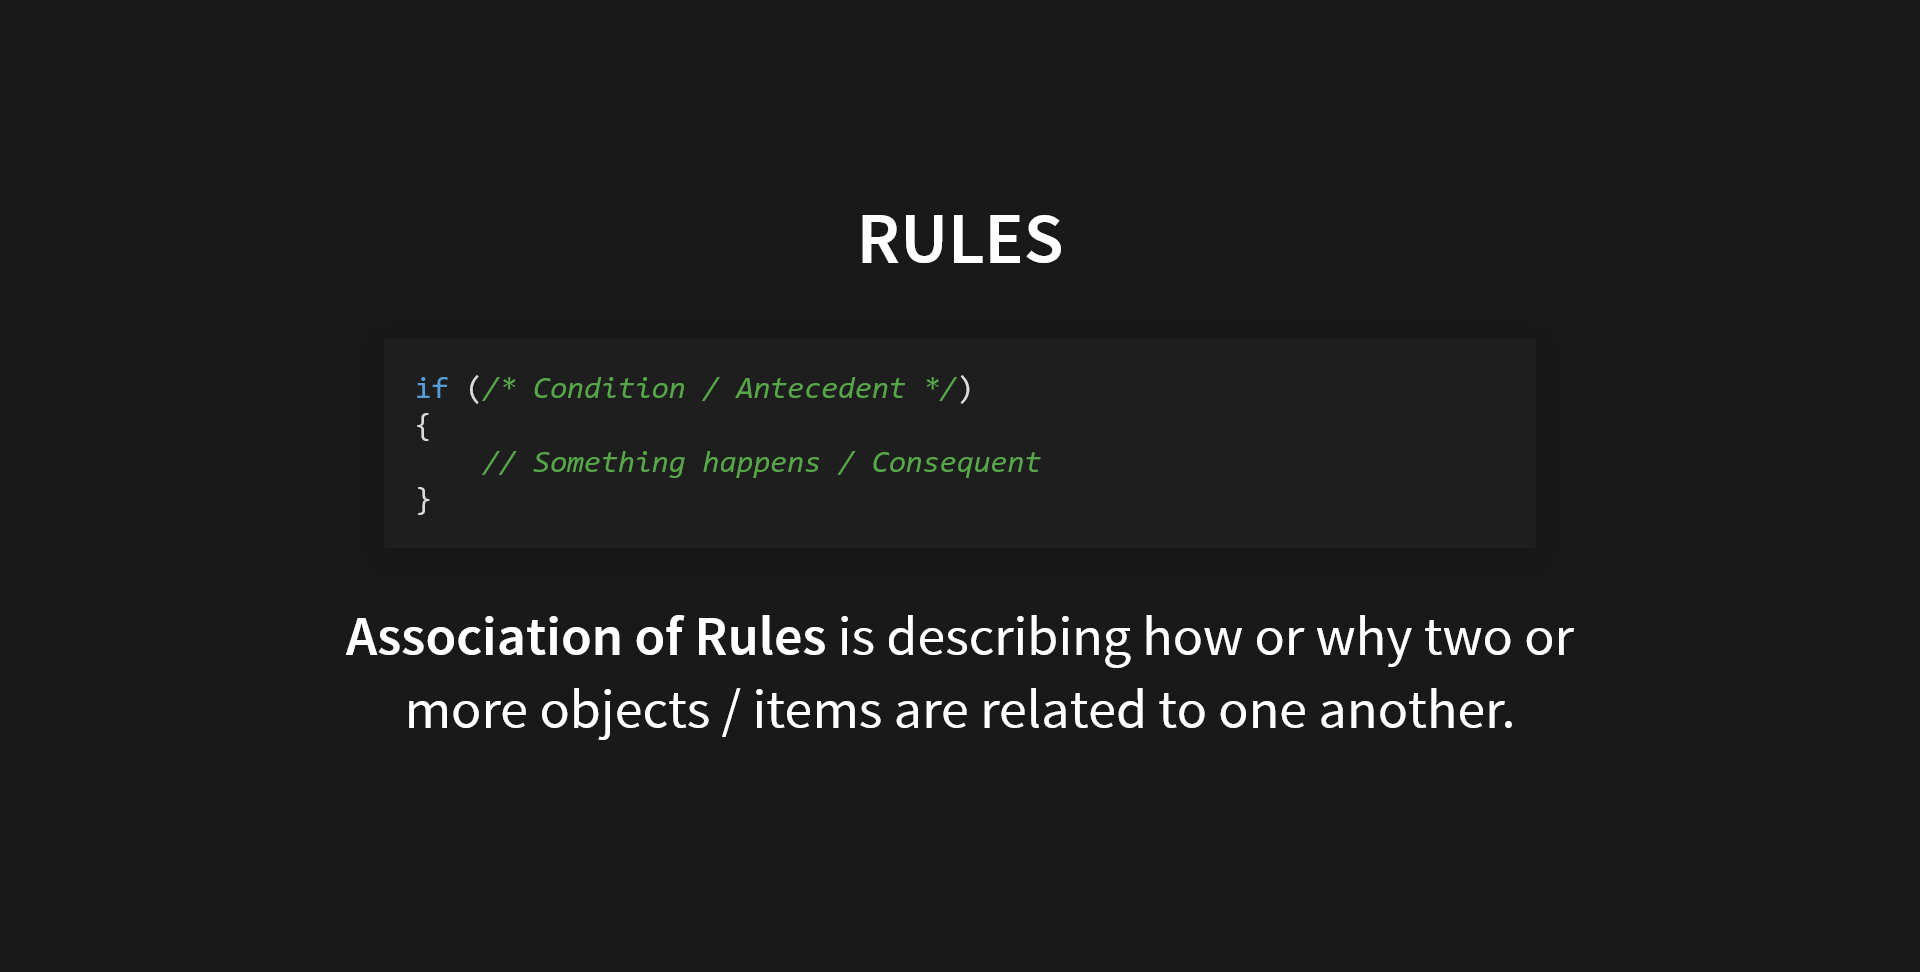 RULES
if (/* Condition / Antecedent */)
{
    // Something happens / Consequent
}
Association of Rules is describing how or why two or
more objects / items are related to one another.